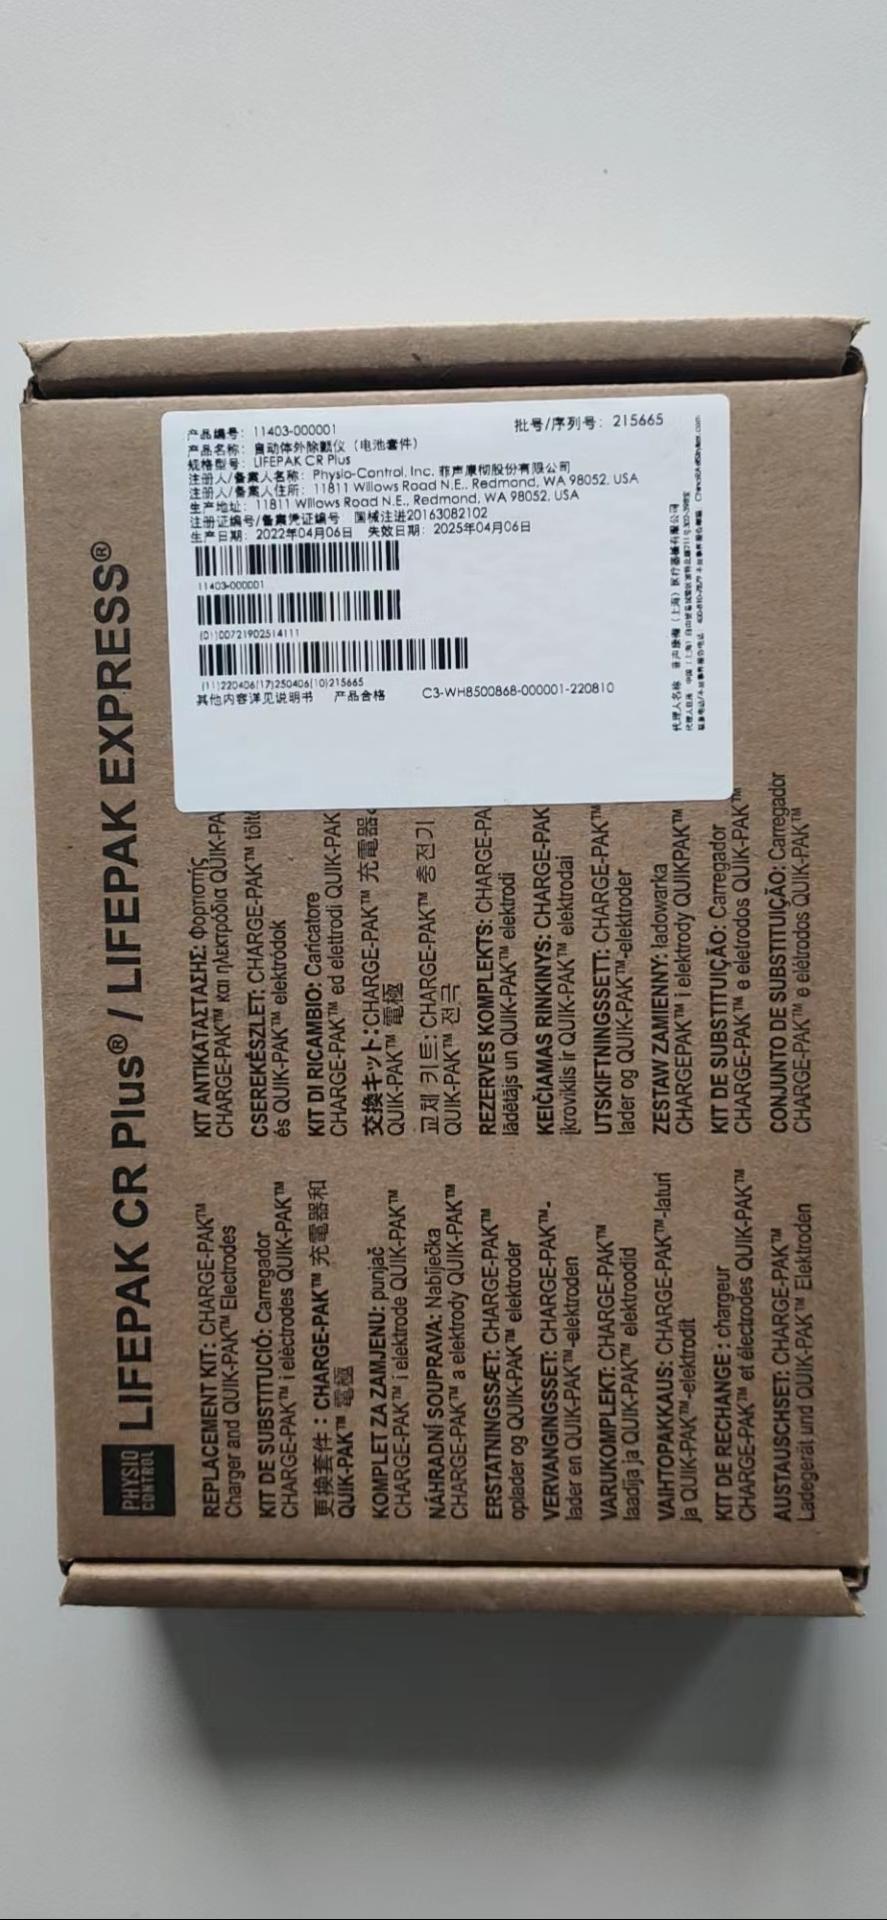 产品编号： 11403-000001
批号/序列号： 215665
产品名称： 自动体外除颤仪（电池套件）
规格型号： LIFEPAK CR Plus
注册人/备案人名称： Physio-Control, Inc. 菲声康彻股份有限公司
注册人/备案人住所： 11811 Willows Road N.E., Redmond, WA 98052, USA
生产地址： 11811 Willows Road N.E., Redmond, WA 98052, USA
注册证编号/备案凭证编号 国械注进20163082102
生产日期： 2022年04月06日 失效日期： 2025年04月06日
11403-000001
(01)00721902514111
(11)220406(17)250406(10)215665
其他内容详见说明书 产品合格 C3-WH8500868-000001-220810
PHYSIO
CONTROL
LIFEPAK CR Plus® / LIFEPAK EXPRESS®
REPLACEMENT KIT: CHARGE-PAK™
Charger and QUIK-PAK™ Electrodes
KIT DE SUBSTITUCIÓ: Carregador
CHARGE-PAK™ i elèctrodes QUIK-PAK™
更換套件：CHARGE-PAK™ 充電器和
QUIK-PAK™ 電極
KOMPLET ZA ZAMJENU: punjač
CHARGE-PAK™ i elektrode QUIK-PAK™
NÁHRADNÍ SOUPRAVA: Nabíječka
CHARGE-PAK™ a elektrody QUIK-PAK™
ERSTATNINGSSÆT: CHARGE-PAK™
oplader og QUIK-PAK™ elektroder
VERVANGINGSSET: CHARGE-PAK™-
lader en QUIK-PAK™-elektroden
VARUKOMPLEKT: CHARGE-PAK™
laadija ja QUIK-PAK™ elektroodid
VAIHTOPAKKAUS: CHARGE-PAK™-laturi
ja QUIK-PAK™-elektrodit
KIT DE RECHANGE : chargeur
CHARGE-PAK™ et électrodes QUIK-PAK™
AUSTAUSCHSET: CHARGE-PAK™
Ladegerät und QUIK-PAK™ Elektroden
KIT ΑΝΤΙΚΑΤΑΣΤΑΣΗΣ: Φορτιστής
CHARGE-PAK™ και ηλεκτρόδια QUIK-PA
CSEREKÉSZLET: CHARGE-PAK™ tölt
és QUIK-PAK™ elektródok
KIT DI RICAMBIO: Caricatore
CHARGE-PAK™ ed elettrodi QUIK-PAK
交換キット：CHARGE-PAK™ 充電器
QUIK-PAK™ 電極
교체 키트: CHARGE-PAK™ 충전기
QUIK-PAK™ 전극
REZERVES KOMPLEKTS: CHARGE-PA
lādētājs un QUIK-PAK™ elektrodi
KEIČIAMAS RINKINYS: CHARGE-PAK
įkroviklis ir QUIK-PAK™ elektrodai
UTSKIFTNINGSSETT: CHARGE-PAK™
lader og QUIK-PAK™-elektroder
ZESTAW ZAMIENNY: ładowarka
CHARGEPAK™ i elektrody QUIKPAK™
KIT DE SUBSTITUIÇÃO: Carregador
CHARGE-PAK™ e eletrodos QUIK-PAK™
CONJUNTO DE SUBSTITUIÇÃO: Carregador
CHARGE-PAK™ e elétrodos QUIK-PAK™